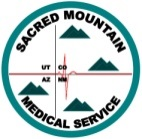 SACRED MOUNTAIN
UT CO
AZ NM
MEDICAL SERVICE